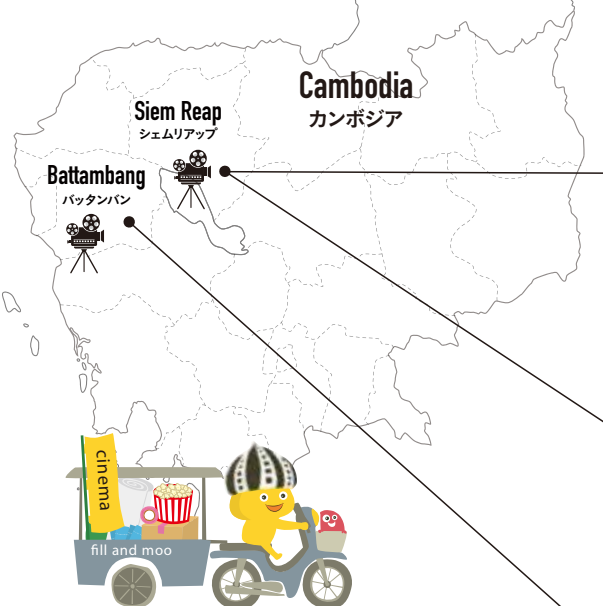 Cambodia
カンボジア
Siem Reap
シェムリアップ
Battambang
バッタンバン
cinema
fill and moo